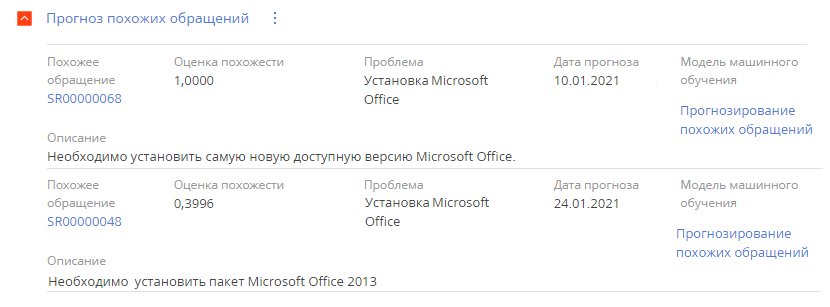 Прогноз похожих обращений
Похожее обращение
SR00000068
Оценка похожести
1,0000
Проблема
Установка Microsoft
Office
Дата прогноза
10.01.2021
Модель машинного
обучения
Прогнозирование
похожих обращений
Описание
Необходимо установить самую новую доступную версию Microsoft Office.
Похожее
обращение
SR00000048
Оценка похожести
0,3996
Проблема
Установка Microsoft
Office
Дата прогноза
24.01.2021
Модель машинного
обучения
Прогнозирование
похожих обращений
Описание
Необходимо установить пакет Microsoft Office 2013